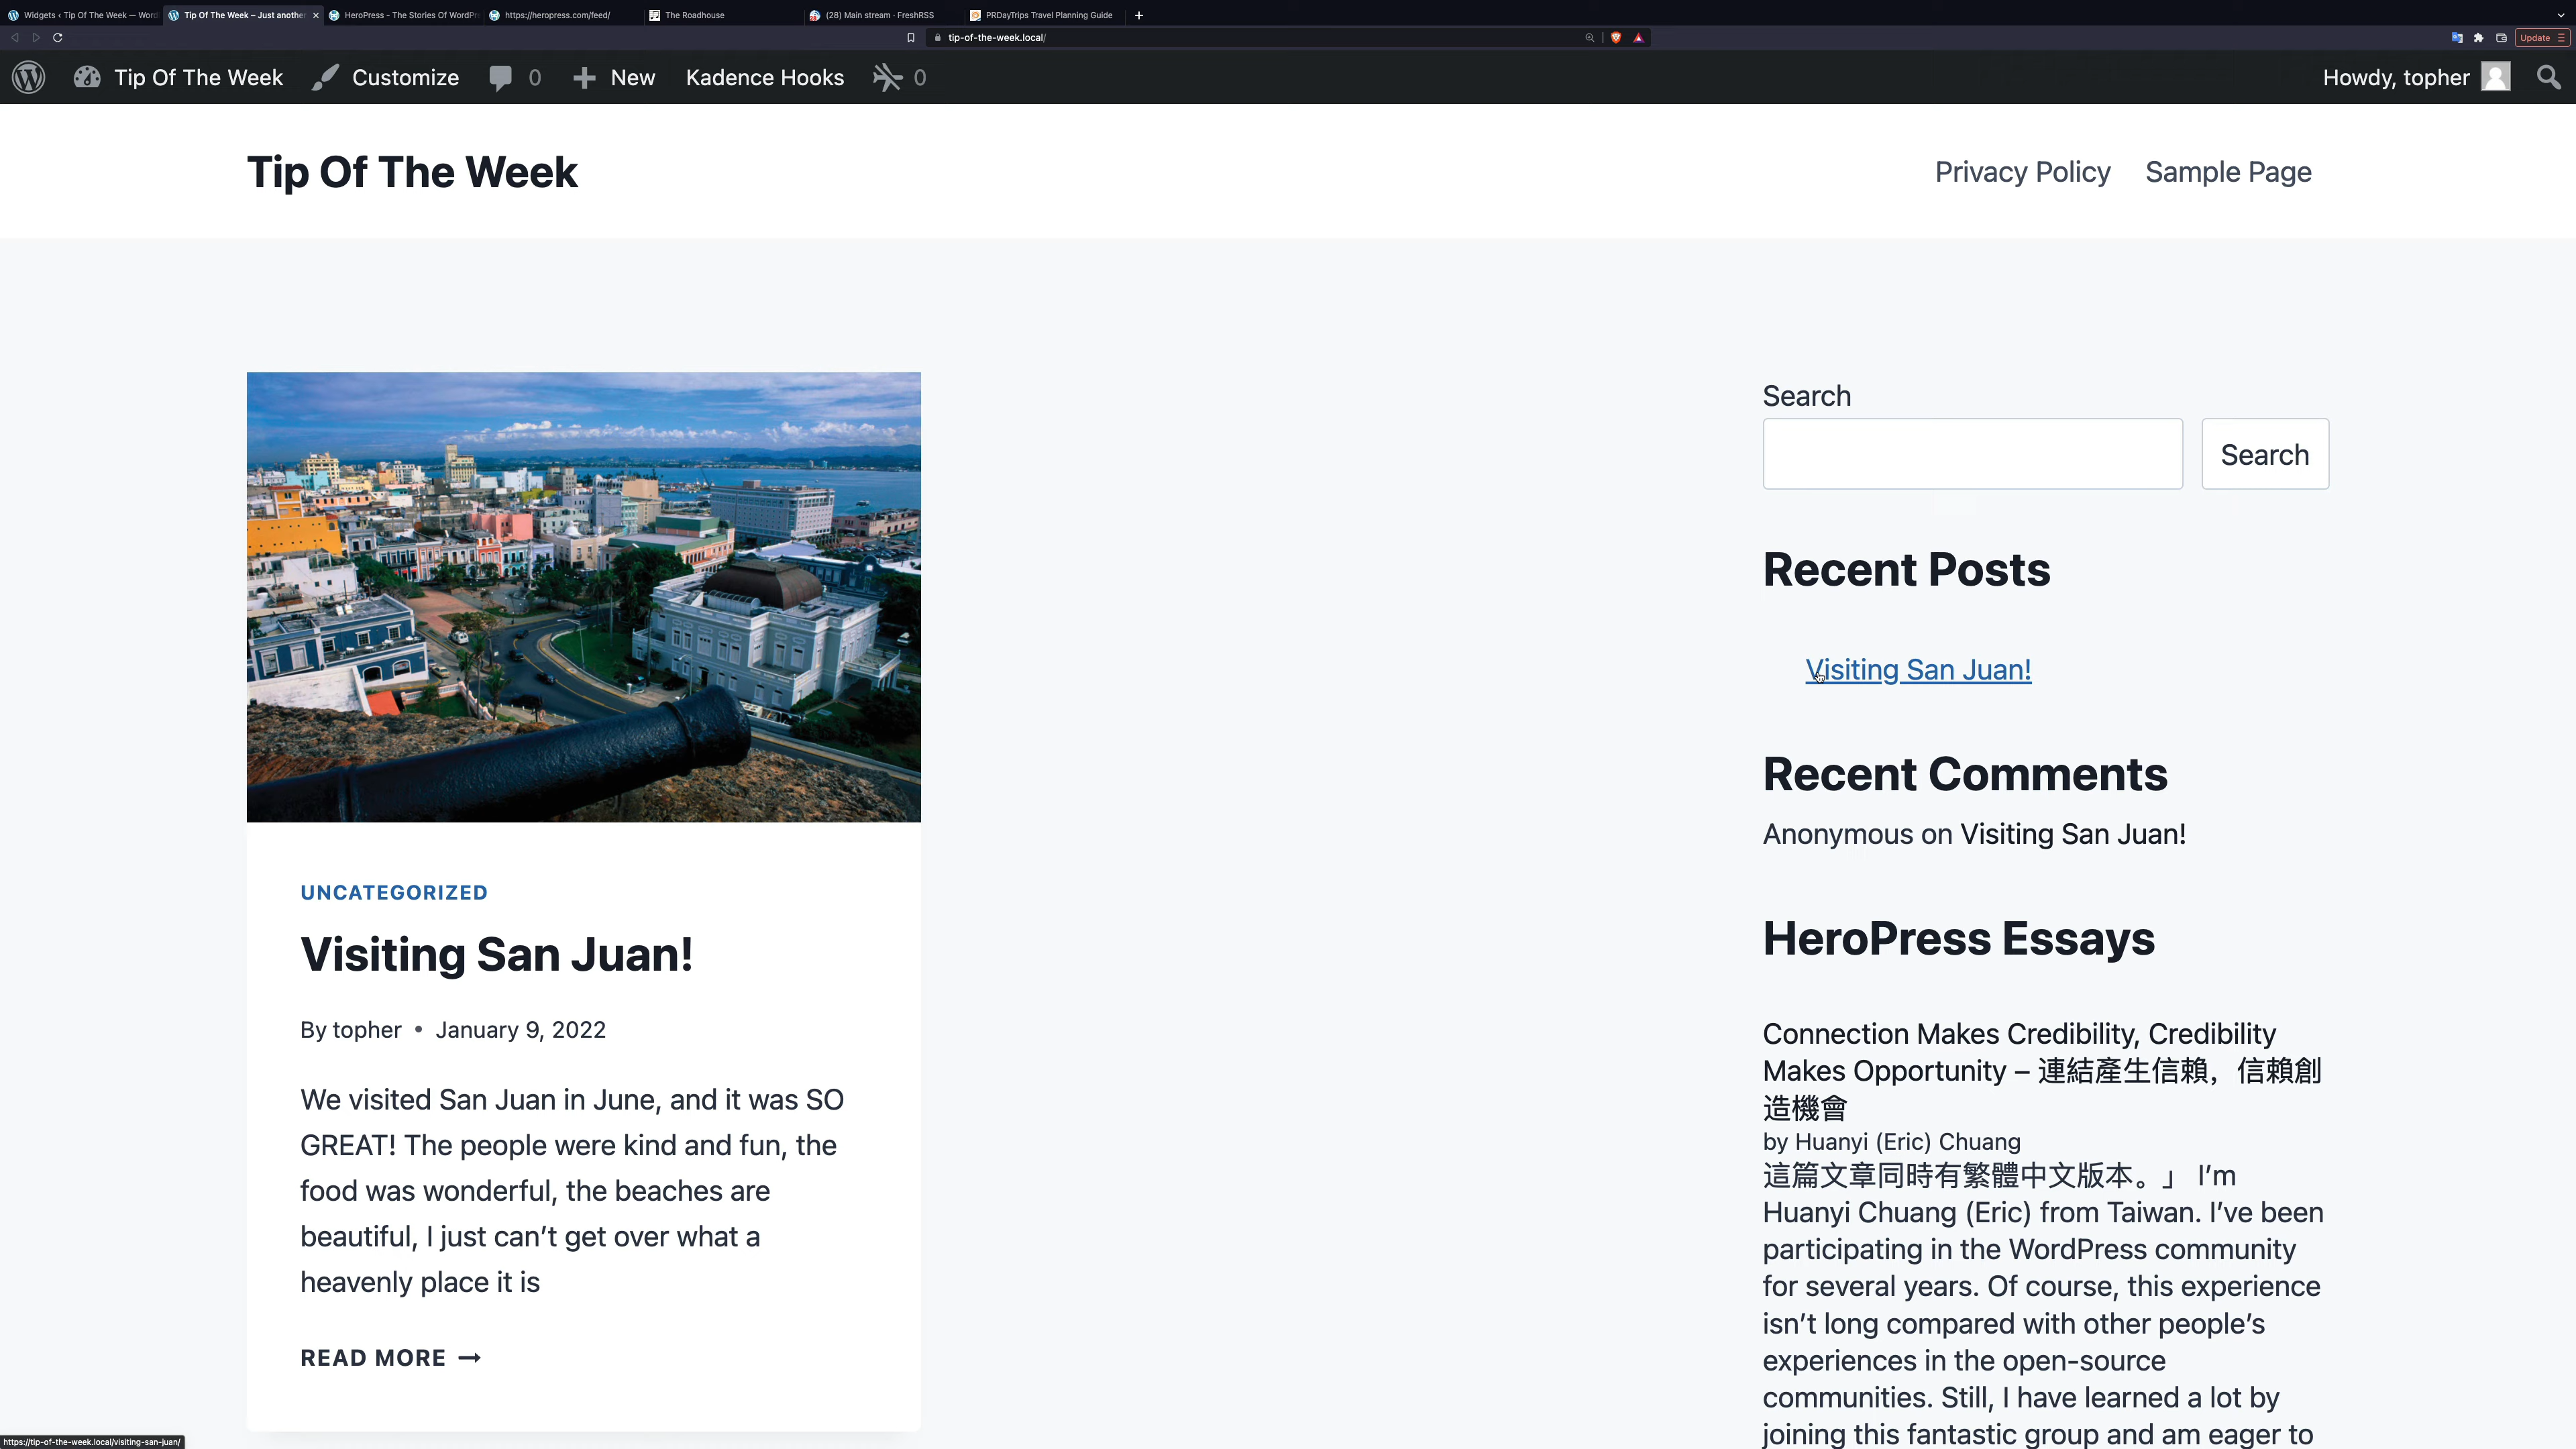 Widgets ‹ Tip Of The Week — Word
Tip Of The Week – Just another
HeroPress - The Stories Of WordPr
https://heropress.com/feed/
The Roadhouse
(28) Main stream · FreshRSS
PRDayTrips Travel Planning Guide
tip-of-the-week.local/
Update
Tip Of The Week
Customize
0
New
Kadence Hooks
0
Howdy, topher
Tip Of The Week
Privacy Policy
Sample Page
UNCATEGORIZED
Visiting San Juan!
By topher • January 9, 2022
We visited San Juan in June, and it was SO
GREAT! The people were kind and fun, the
food was wonderful, the beaches are
beautiful, I just can’t get over what a
heavenly place it is
READ MORE →
Search
Search
Recent Posts
Visiting San Juan!
Recent Comments
Anonymous on Visiting San Juan!
HeroPress Essays
Connection Makes Credibility, Credibility
Makes Opportunity – 連結產生信賴，信賴創
造機會
by Huanyi (Eric) Chuang
這篇文章同時有繁體中文版本。」 I’m
Huanyi Chuang (Eric) from Taiwan. I’ve been
participating in the WordPress community
for several years. Of course, this experience
isn’t long compared with other people’s
experiences in the open-source
communities. Still, I have learned a lot by
joining this fantastic group and am eager to
https://tip-of-the-week.local/visiting-san-juan/